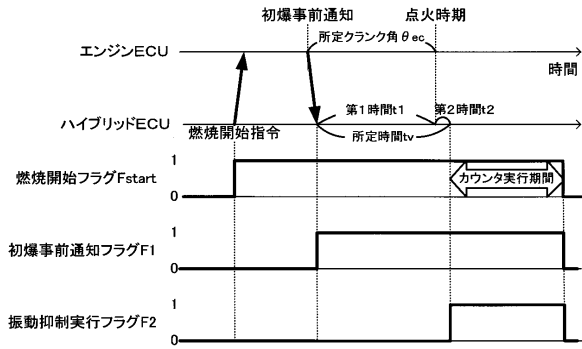 初爆事前通知
点火時期
エンジンECU
所定クランク角θec
時間
ハイブリッドECU
第1時間t1
第2時間t2
燃焼開始指令
所定時間tv
燃焼開始フラグFstart
1
0
カウンタ実行期間
初爆事前通知フラグF1
1
0
振動抑制実行フラグF2
1
0